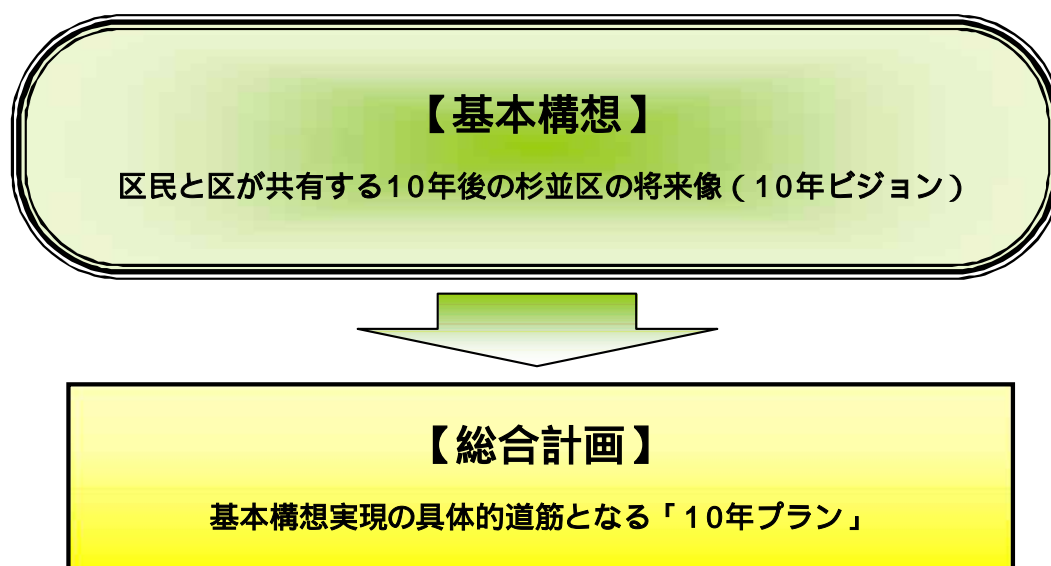 【基本構想】
区民と区が共有する10年後の杉並区の将来像(10年ビジョン)
【総合計画】
基本構想実現の具体的道筋となる「10年プラン」